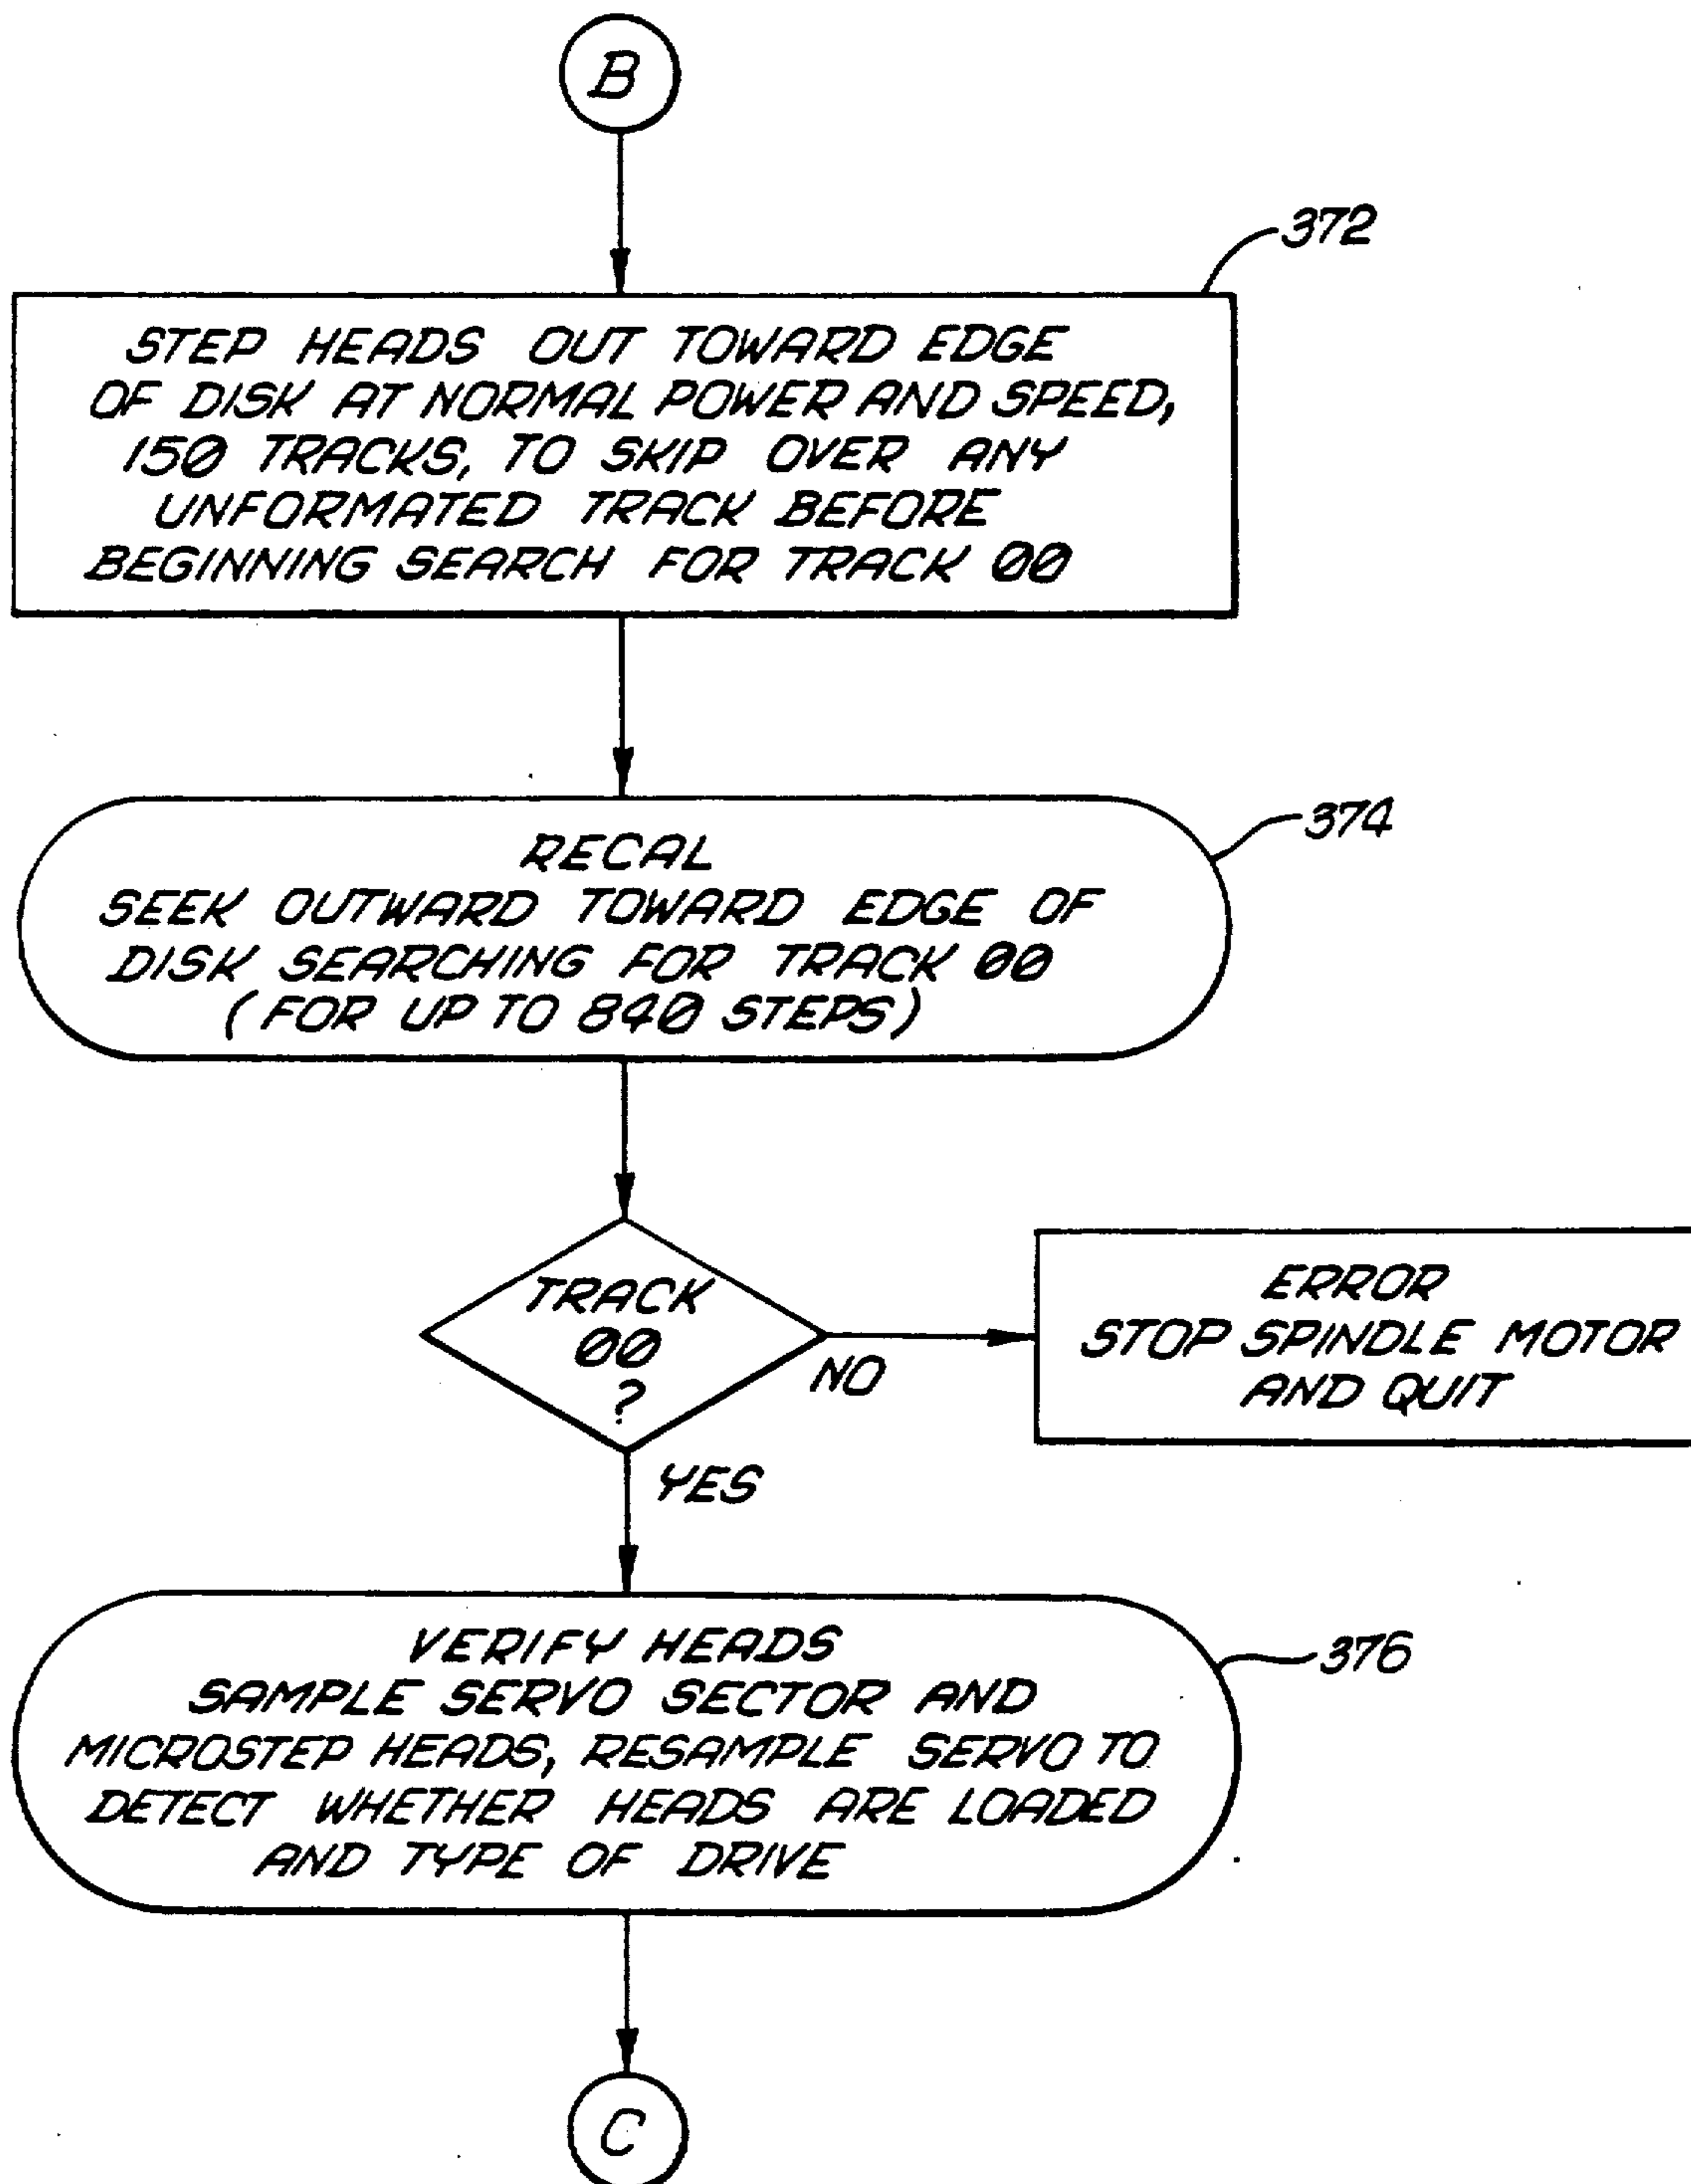 B
372
STEP HEADS OUT TOWARD EDGE
OF DISK AT NORMAL POWER AND SPEED,
150 TRACKS, TO SKIP OVER ANY
UNFORMATED TRACK BEFORE
BEGINNING SEARCH FOR TRACK 00
374
RECAL
SEEK OUTWARD TOWARD EDGE OF
DISK SEARCHING FOR TRACK 00
(FOR UP TO 840 STEPS)
TRACK
00
?
NO
ERROR
STOP SPINDLE MOTOR
AND QUIT
YES
376
VERIFY HEADS
SAMPLE SERVO SECTOR AND
MICROSTEP HEADS, RESAMPLE SERVO TO
DETECT WHETHER HEADS ARE LOADED
AND TYPE OF DRIVE
C